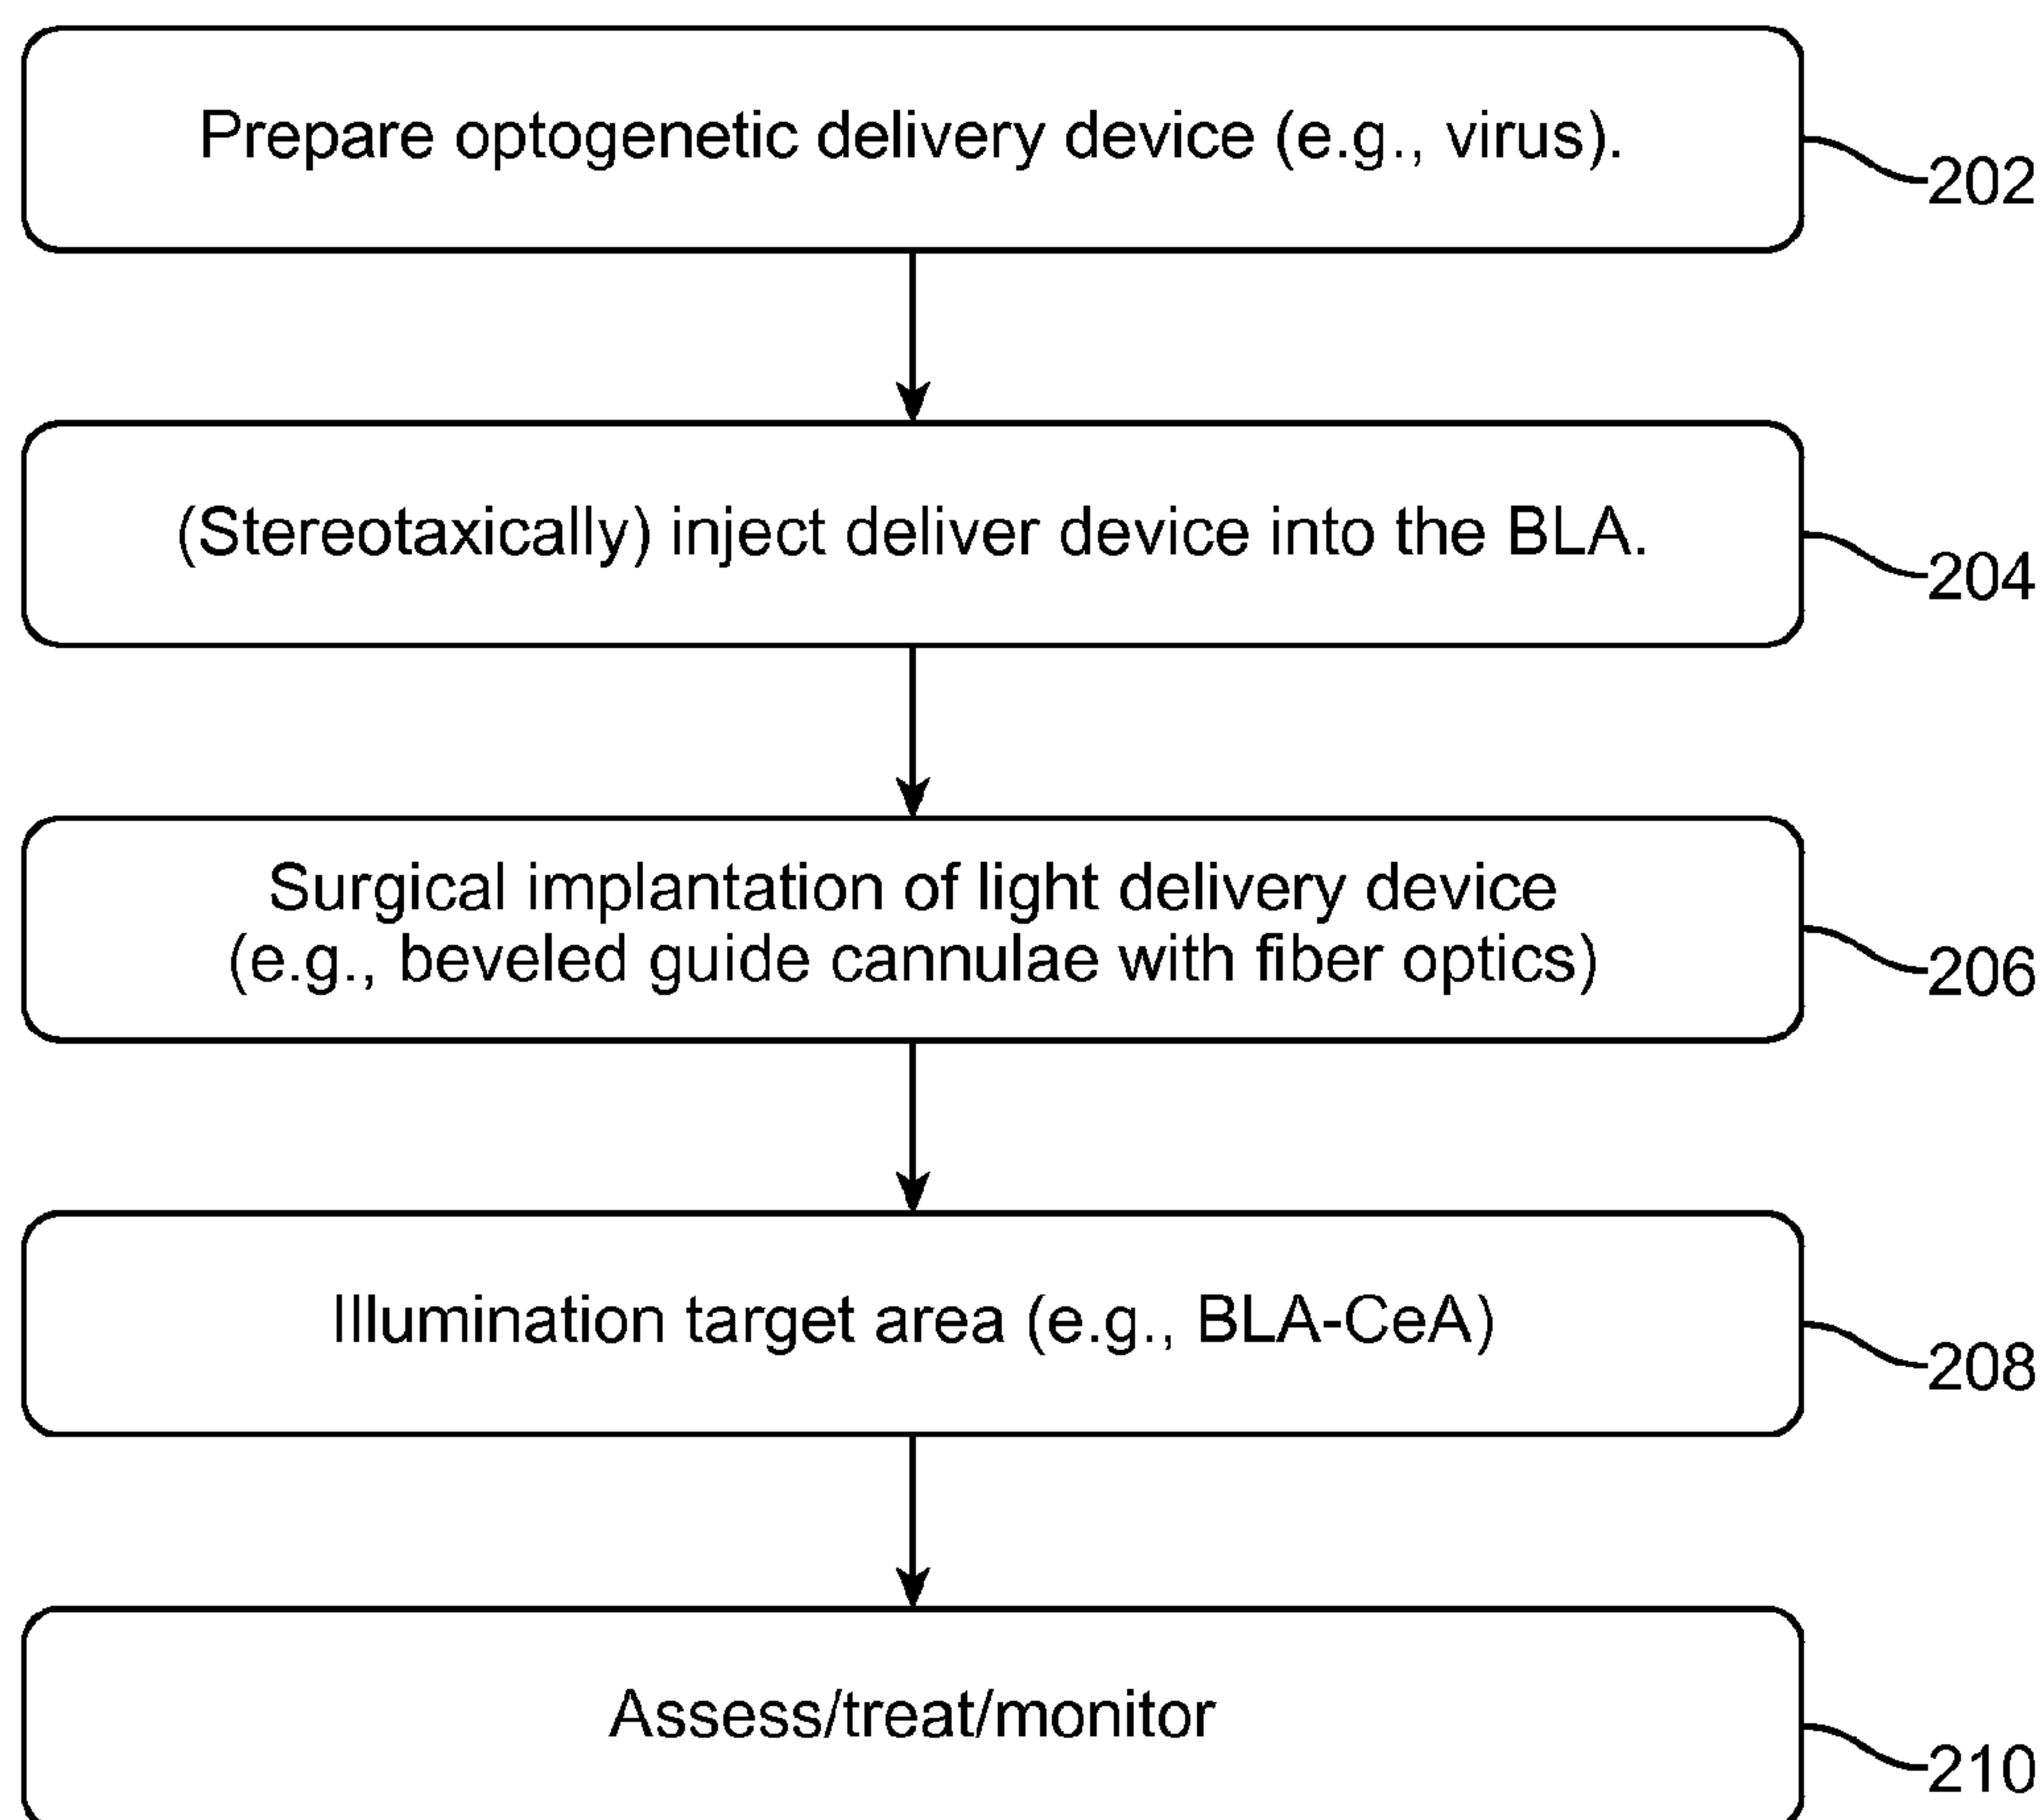 Prepare optogenetic delivery device (e.g., virus).
202
(Stereotaxically) inject deliver device into the BLA.
204
Surgical implantation of light delivery device
(e.g., beveled guide cannulae with fiber optics)
206
Illumination target area (e.g., BLA-CeA)
208
Assess/treat/monitor
210